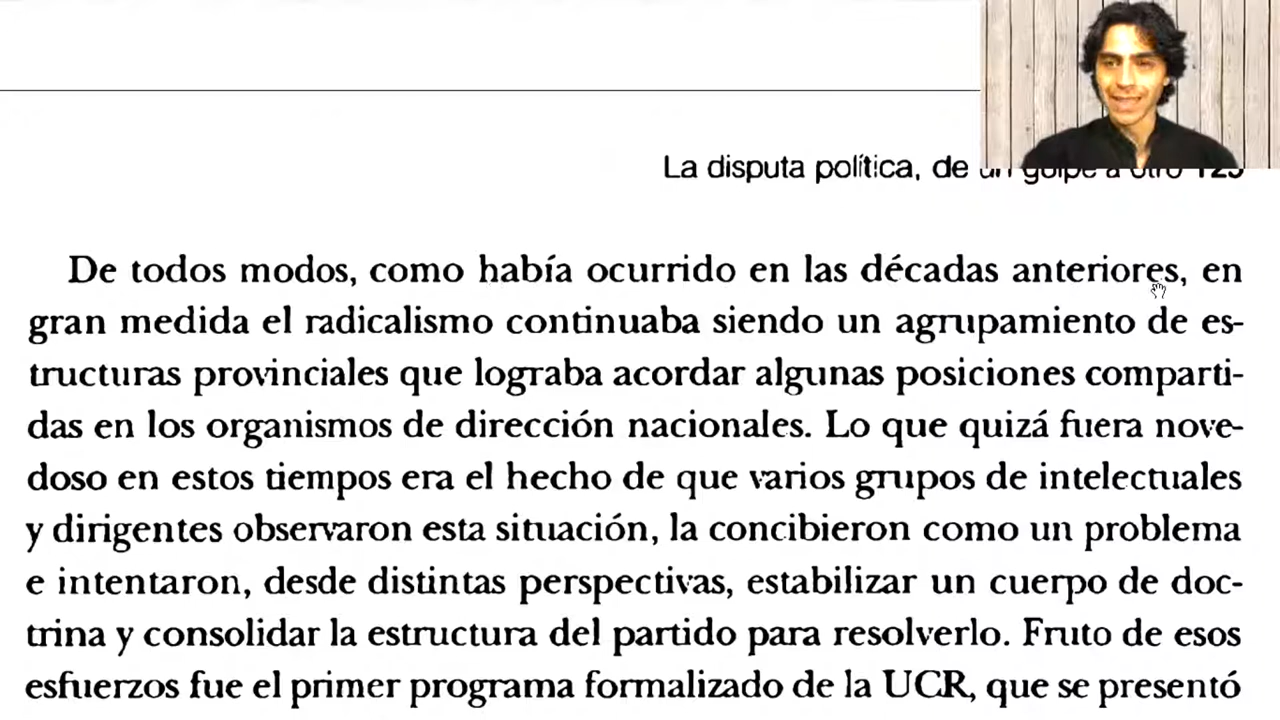 La disputa política, de un golpe a otro 125
De todos modos, como había ocurrido en las décadas anteriores, en
gran medida el radicalismo continuaba siendo un agrupamiento de es-
tructuras provinciales que lograba acordar algunas posiciones comparti-
das en los organismos de dirección nacionales. Lo que quizá fuera nove-
doso en estos tiempos era el hecho de que varios grupos de intelectuales
y dirigentes observaron esta situación, la concibieron como un problema
e intentaron, desde distintas perspectivas, estabilizar un cuerpo de doc-
trina y consolidar la estructura del partido para resolverlo. Fruto de esos
esfuerzos fue el primer programa formalizado de la UCR, que se presentó